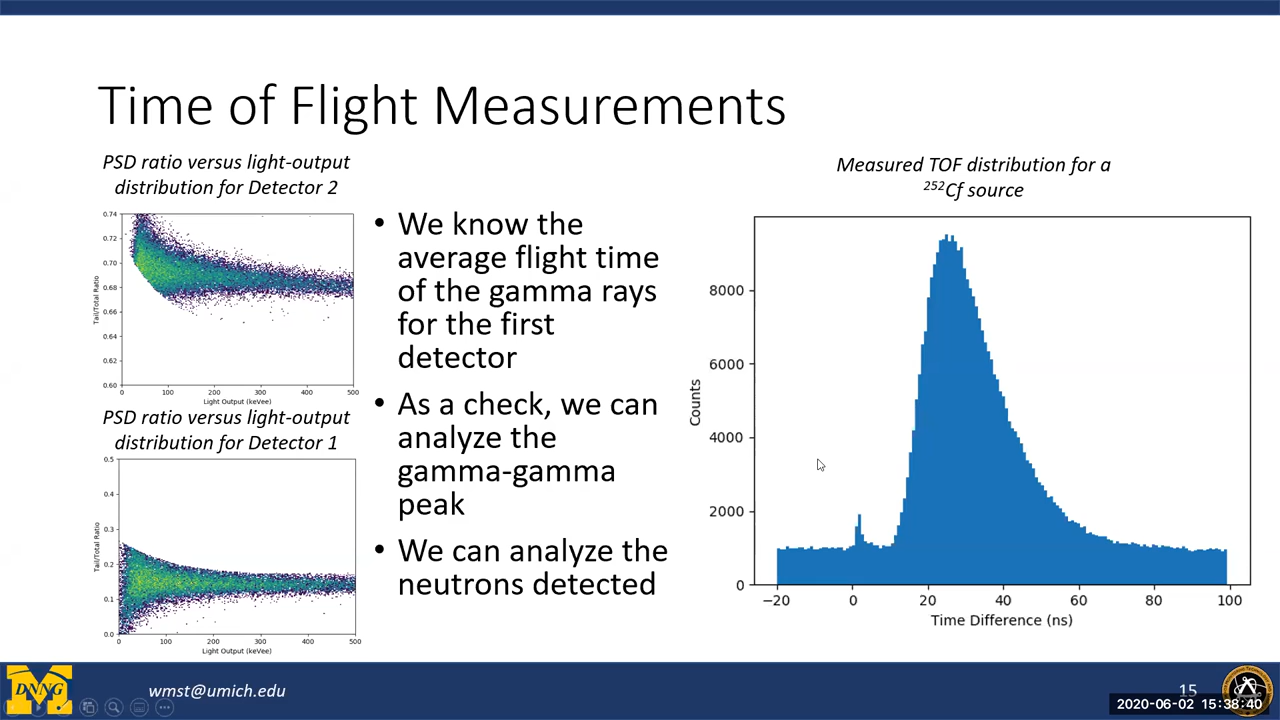 Time of Flight Measurements
PSD ratio versus light-output
distribution for Detector 2
0.74
0.72
0.70
0.68
0.66
0.64
0.62
0.60
Tail/Total Ratio
0
100
200
300
400
500
Light Output (keVee)
PSD ratio versus light-output
distribution for Detector 1
0.5
0.4
0.3
0.2
0.1
0.0
Tail/Total Ratio
0
100
200
300
400
500
Light Output (keVee)
• We know the
average flight time
of the gamma rays
for the first
detector
• As a check, we can
analyze the
gamma-gamma
peak
• We can analyze the
neutrons detected
Measured TOF distribution for a
²⁵²Cf source
8000
6000
4000
2000
0
Counts
−20
0
20
40
60
80
100
Time Difference (ns)
DNNG
wmst@umich.edu
15
2020-06-02 15:38:40